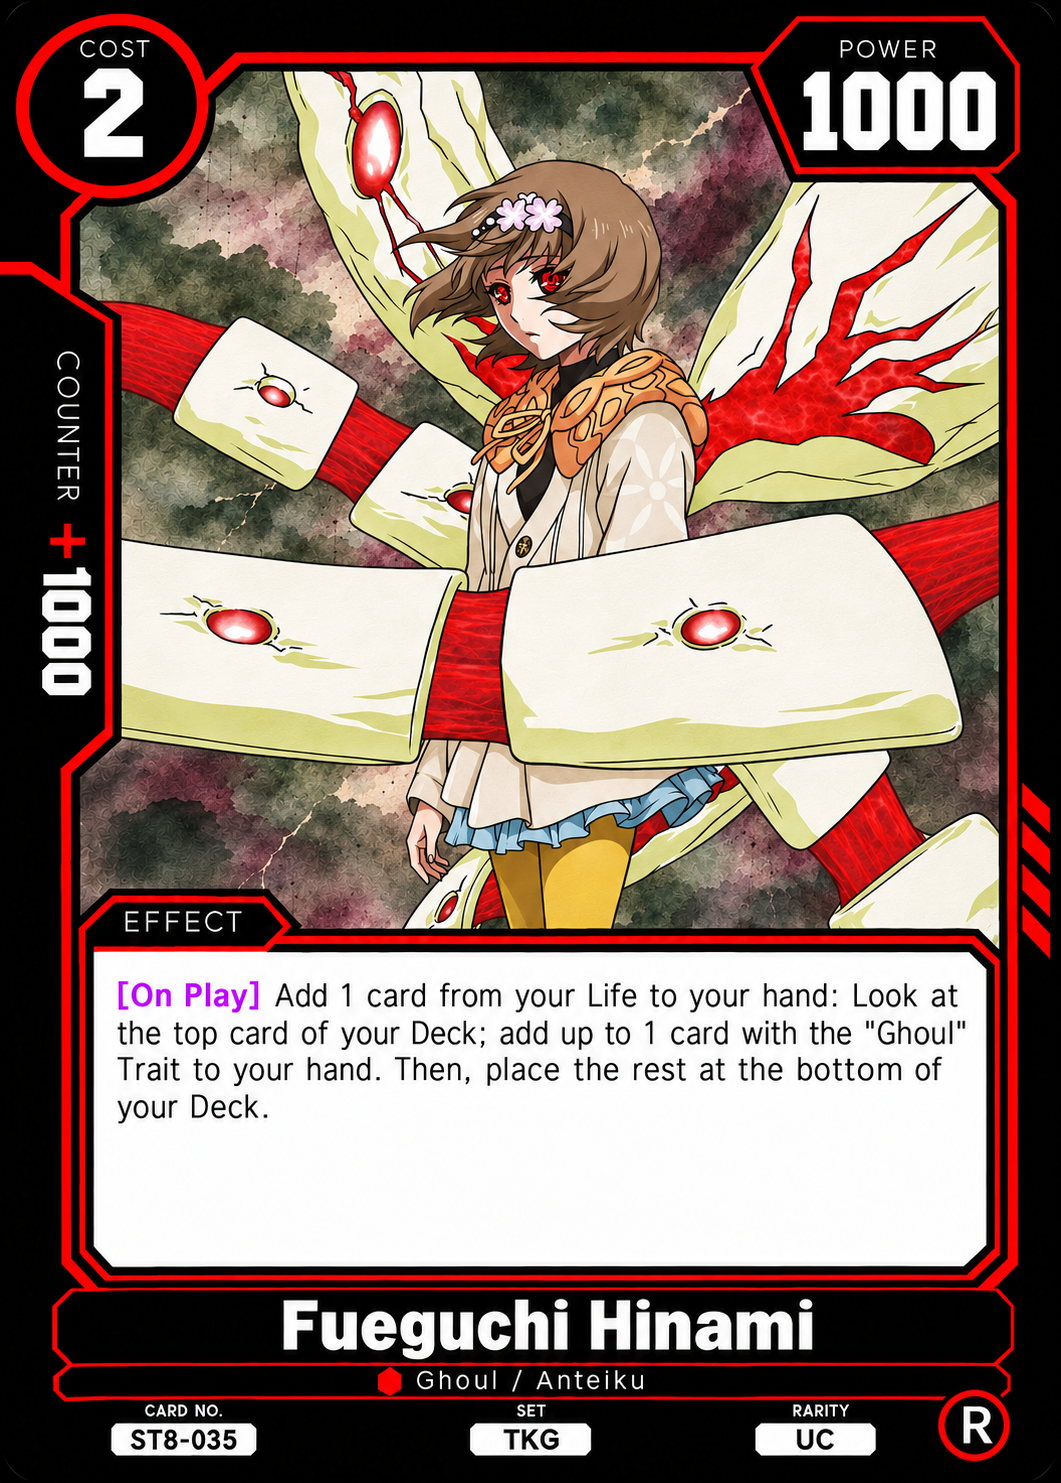 COST
2
POWER
1000
COUNTER +1000
EFFECT
[On Play] Add 1 card from your Life to your hand: Look at
the top card of your Deck; add up to 1 card with the "Ghoul"
Trait to your hand. Then, place the rest at the bottom of
your Deck.
Fueguchi Hinami
Ghoul / Anteiku
CARD NO.
ST8-035
SET
TKG
RARITY
UC
R